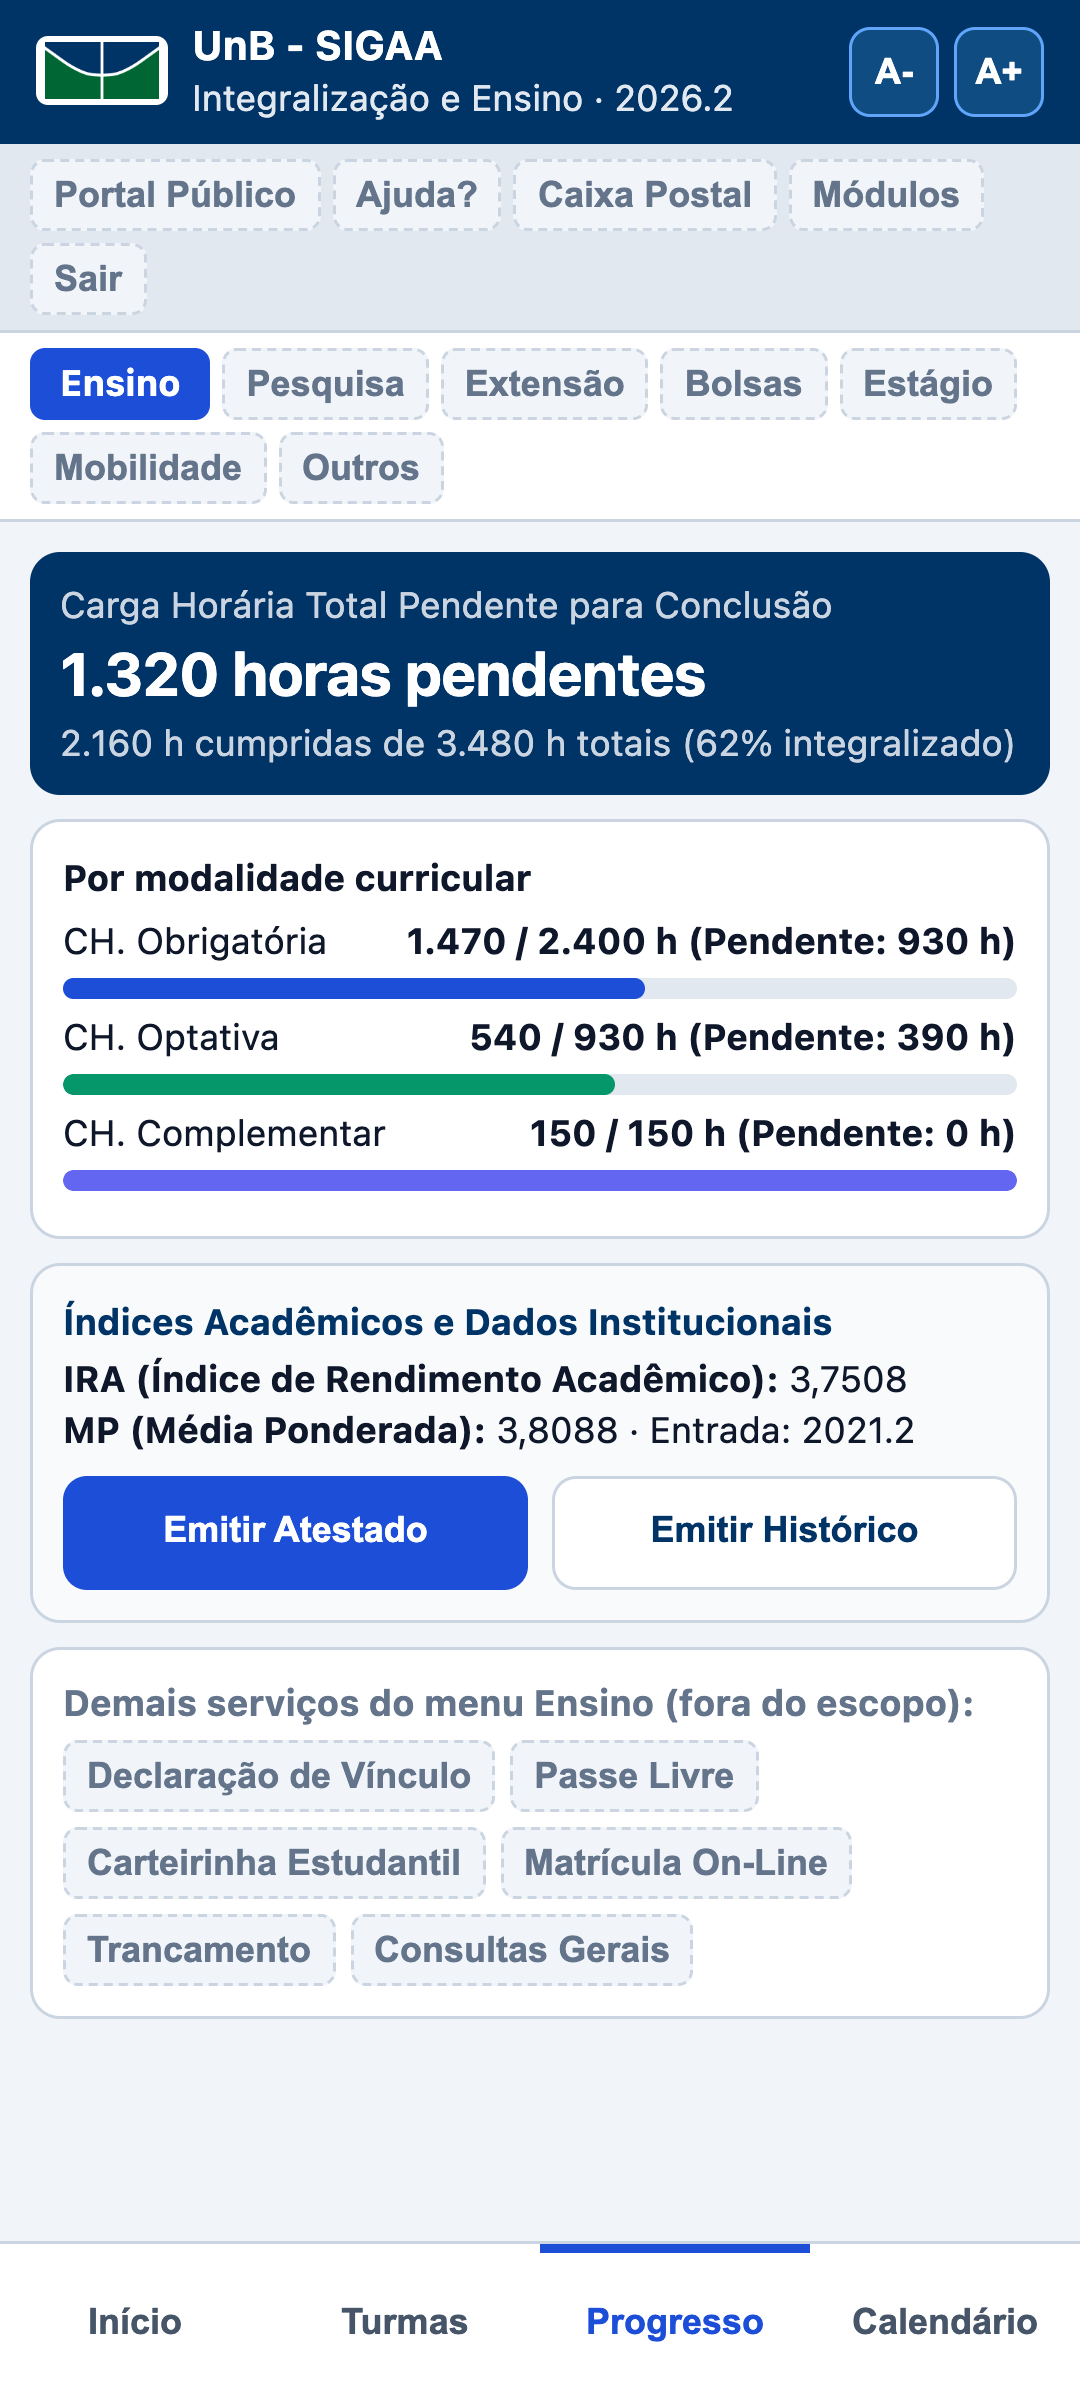 UnB - SIGAA
Integralização e Ensino · 2026.2
A-
A+
Portal Público
Ajuda?
Caixa Postal
Módulos
Sair
Ensino
Pesquisa
Extensão
Bolsas
Estágio
Mobilidade
Outros
Carga Horária Total Pendente para Conclusão
1.320 horas pendentes
2.160 h cumpridas de 3.480 h totais (62% integralizado)
Por modalidade curricular
CH. Obrigatória 1.470 / 2.400 h (Pendente: 930 h)
CH. Optativa 540 / 930 h (Pendente: 390 h)
CH. Complementar 150 / 150 h (Pendente: 0 h)
Índices Acadêmicos e Dados Institucionais
IRA (Índice de Rendimento Acadêmico): 3,7508
MP (Média Ponderada): 3,8088 · Entrada: 2021.2
Emitir Atestado
Emitir Histórico
Demais serviços do menu Ensino (fora do escopo):
Declaração de Vínculo
Passe Livre
Carteirinha Estudantil
Matrícula On-Line
Trancamento
Consultas Gerais
Início
Turmas
Progresso
Calendário